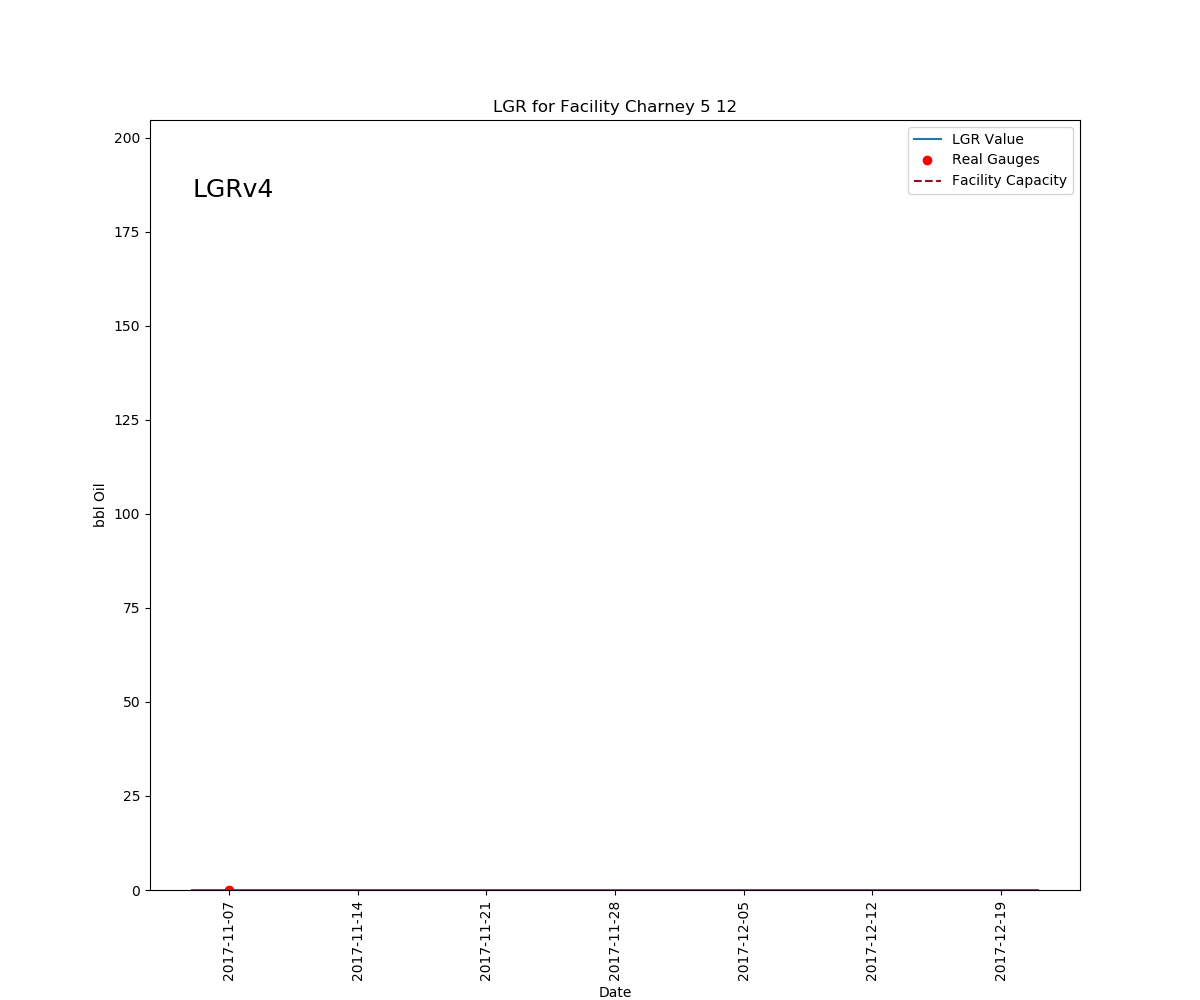 LGR for Facility Charney 5 12
LGRv4
LGR Value
Real Gauges
Facility Capacity
bbl Oil
200
175
150
125
100
75
50
25
0
2017-11-07
2017-11-14
2017-11-21
2017-11-28
2017-12-05
2017-12-12
2017-12-19
Date